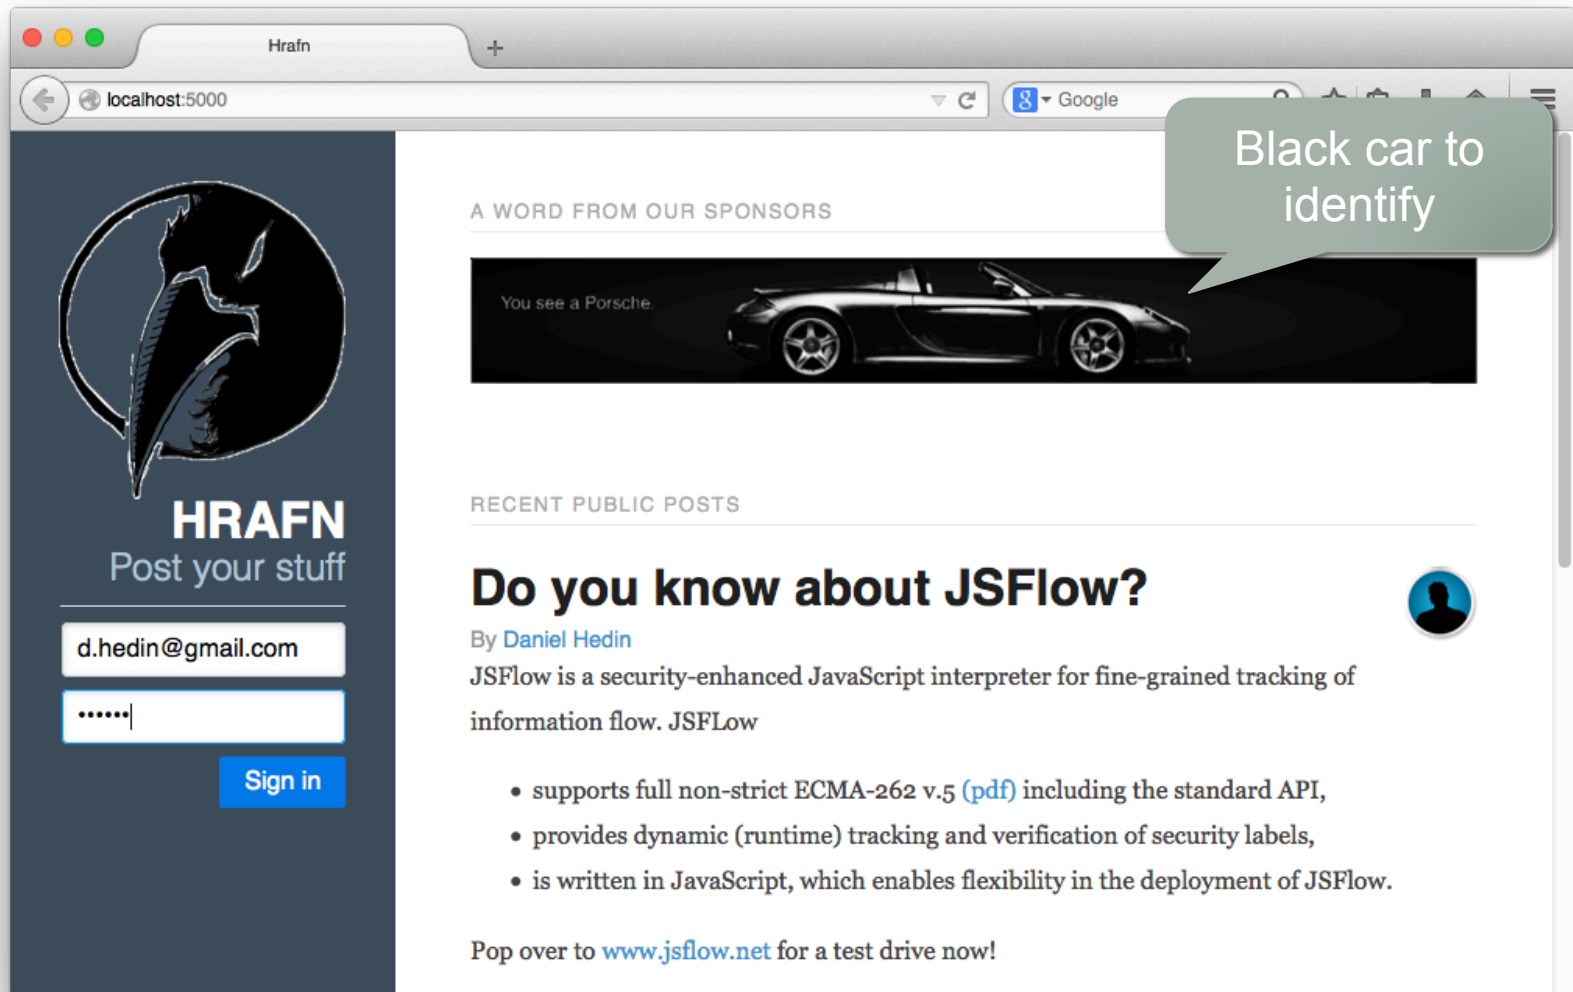 Hrafn
localhost:5000
Google
Black car to
identify
A WORD FROM OUR SPONSORS
You see a Porsche.
HRAFN
Post your stuff
d.hedin@gmail.com
••••••
Sign in
RECENT PUBLIC POSTS
Do you know about JSFlow?
By Daniel Hedin
JSFlow is a security-enhanced JavaScript interpreter for fine-grained tracking of
information flow. JSFLow
• supports full non-strict ECMA-262 v.5 (pdf) including the standard API,
• provides dynamic (runtime) tracking and verification of security labels,
• is written in JavaScript, which enables flexibility in the deployment of JSFlow.
Pop over to www.jsflow.net for a test drive now!